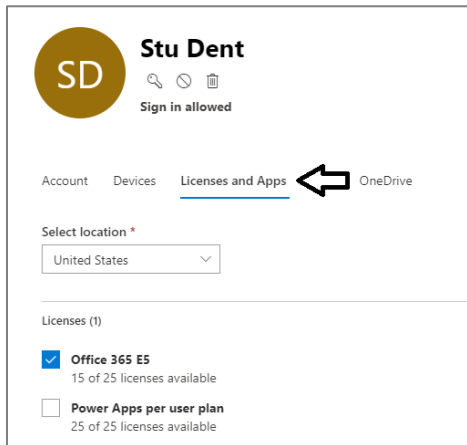 SD
Stu Dent
Sign in allowed
Account Devices Licenses and Apps OneDrive
Select location *
United States
Licenses (1)
Office 365 E5
15 of 25 licenses available
Power Apps per user plan
25 of 25 licenses available